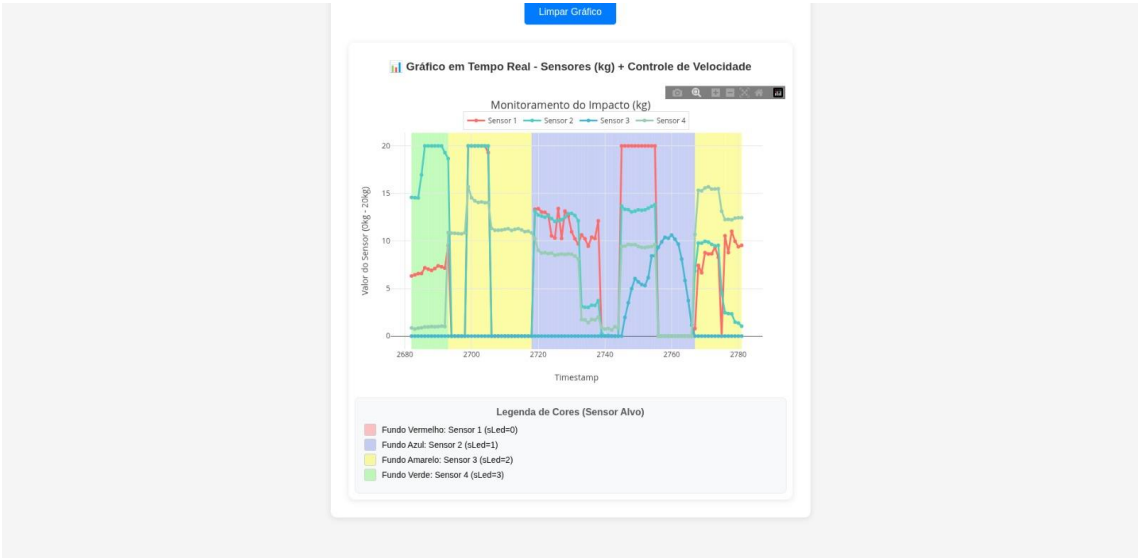 Limpar Gráfico
📊 Gráfico em Tempo Real - Sensores (kg) + Controle de Velocidade
Monitoramento do Impacto (kg)
Sensor 1 Sensor 2 Sensor 3 Sensor 4
Valor do Sensor (0kg - 20kg)
20
15
10
5
0
2680 2700 2720 2740 2760 2780
Timestamp
Legenda de Cores (Sensor Alvo)
Fundo Vermelho: Sensor 1 (sLed=0)
Fundo Azul: Sensor 2 (sLed=1)
Fundo Amarelo: Sensor 3 (sLed=2)
Fundo Verde: Sensor 4 (sLed=3)